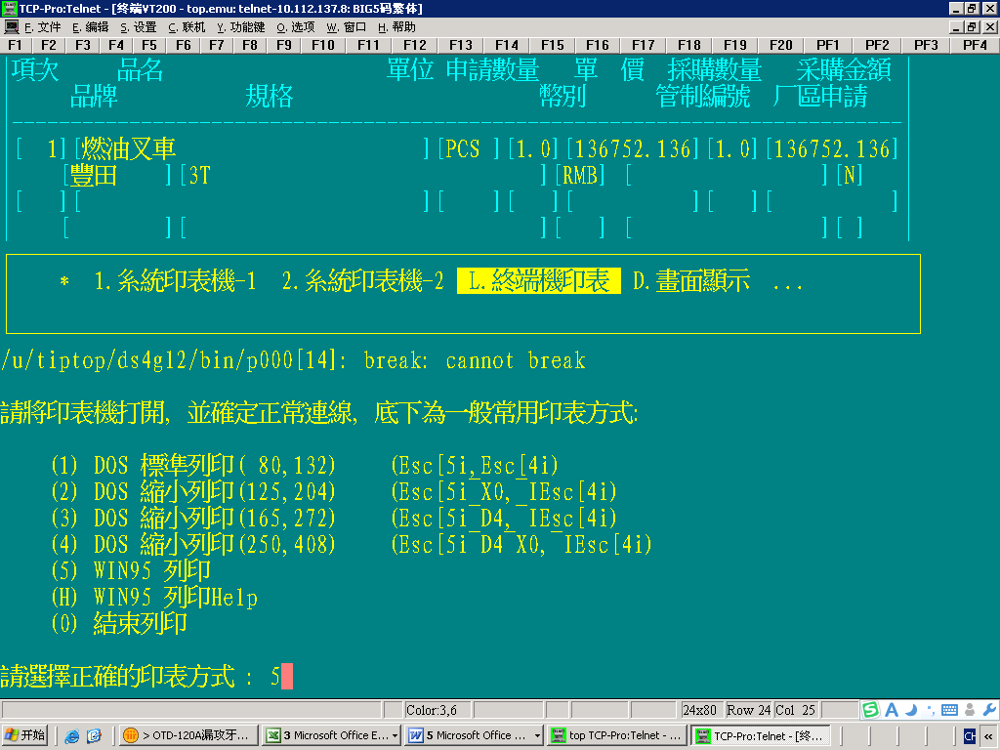 TCP-Pro:Telnet - [终端VT200 - top.emu: telnet-10.112.137.8: BIG5码繁体]
E. 文件 E. 编辑 S. 设置 C. 联机 Y. 功能键 O. 选项 W. 窗口 H. 帮助
F1 F2 F3 F4 F5 F6 F7 F8 F9 F10 F11 F12 F13 F14 F15 F16 F17 F18 F19 F20 PF1 PF2 PF3 PF4
項次 品名 單位 申請數量 單 價 採購數量 采購金額
品牌 規格 幣別 管制編號 厂區申請
--------------------------------------------------------------------------
[ 1][燃油叉車 ][PCS ][1.0][136752.136][1.0][136752.136]
[豐田 ][3T ][RMB] [ ][N]
[ ][ ][ ][ ][ ][ ][ ]
[ ][ ][ ] [ ][ ]
* 1.糸統印表機-1 2.糸統印表機-2 L.終端機印表 D.畫面顯示 ...
/u/tiptop/ds4g12/bin/p000[14]: break: cannot break
請將印表機打開, 並確定正常連線, 底下為一般常用印表方式:
(1) DOS 標準列印( 80,132) (Esc[5i,Esc[4i)
(2) DOS 縮小列印(125,204) (Esc[5i¯X0,¯IEsc[4i)
(3) DOS 縮小列印(165,272) (Esc[5i¯D4,¯IEsc[4i)
(4) DOS 縮小列印(250,408) (Esc[5i¯D4¯X0,¯IEsc[4i)
(5) WIN95 列印
(H) WIN95 列印Help
(0) 結束列印
請選擇正確的印表方式 : 5
Color:3,6 24x80 Row 24 Col 25
开始 > OTD-120A漏攻牙... 3 Microsoft Office E... 5 Microsoft Office ... top TCP-Pro:Telnet - ... TCP-Pro:Telnet - [终... CH «